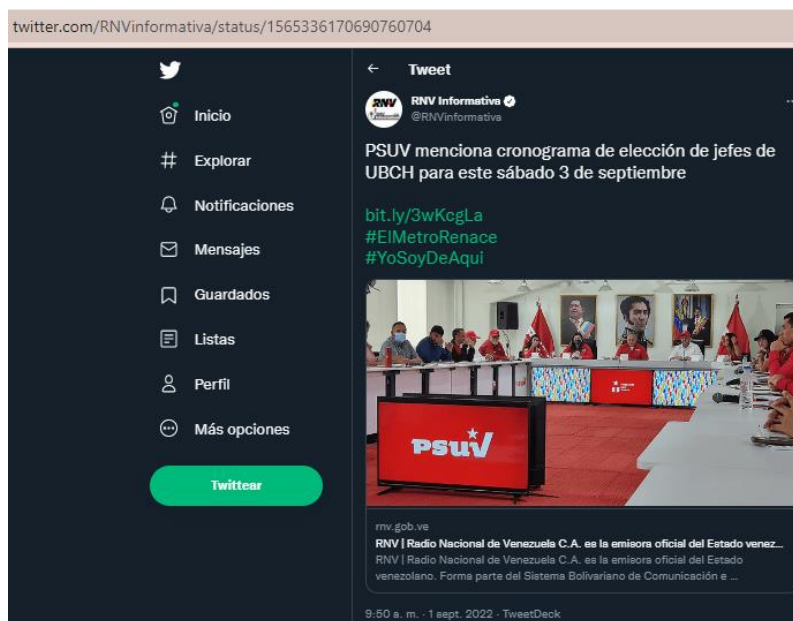 twitter.com/RNVinformativa/status/1565336170690760704
Inicio
Explorar
Notificaciones
Mensajes
Guardados
Listas
Perfil
Más opciones
Twittear
Tweet
RNV
RNV Informativa
@RNVinformativa
PSUV menciona cronograma de elección de jefes de
UBCH para este sábado 3 de septiembre
bit.ly/3wKcgLa
#ElMetroRenace
#YoSoyDeAqui
PSUV
rnv.gob.ve
RNV | Radio Nacional de Venezuela C.A. es la emisora oficial del Estado venez...
RNV | Radio Nacional de Venezuela C.A. es la emisora oficial del Estado
venezolano. Forma parte del Sistema Bolivariano de Comunicación e ...
9:50 a. m. · 1 sept. 2022 · TweetDeck